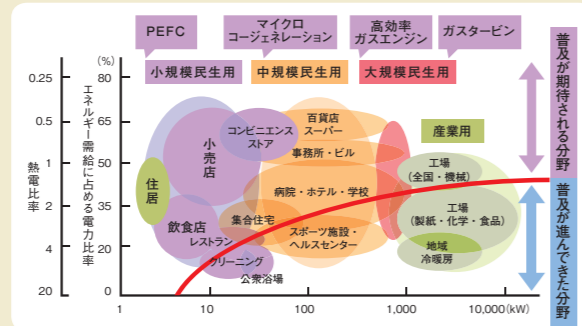 PEFC
マイクロ
コージェネレーション
高効率
ガスエンジン
ガスタービン
小規模民生用
中規模民生用
大規模民生用
産業用
熱電比率
0.25
0.5
1
2
4
20
エネルギー需給に占める電力比率
(%)
80
65
50
35
20
0
住居
小売店
コンビニエンス
ストア
飲食店
レストラン
集合住宅
クリーニング
公衆浴場
百貨店
スーパー
事務所・ビル
病院・ホテル・学校
スポーツ施設・
ヘルスセンター
工場
(全国・機械)
工場
(製紙・化学・食品)
地域
冷暖房
1
10
100
1,000
10,000(kW)
普及が期待される分野
普及が進んできた分野